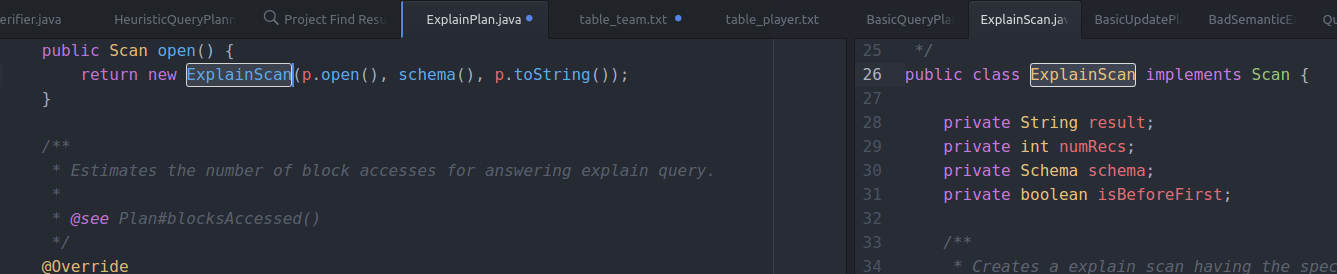 erifier.java HeuristicQueryPlann Project Find Resu ExplainPlan.java table_team.txt table_player.txt BasicQueryPla ExplainScan.jav BasicUpdatePl BadSemanticE Qu
public Scan open() {
return new ExplainScan(p.open(), schema(), p.toString());
}
/**
* Estimates the number of block accesses for answering explain query.
*
* @see Plan#blocksAccessed()
*/
@Override
25 */
26 public class ExplainScan implements Scan {
27
28 private String result;
29 private int numRecs;
30 private Schema schema;
31 private boolean isBeforeFirst;
32
33 /**
34 * Creates a explain scan having the spec